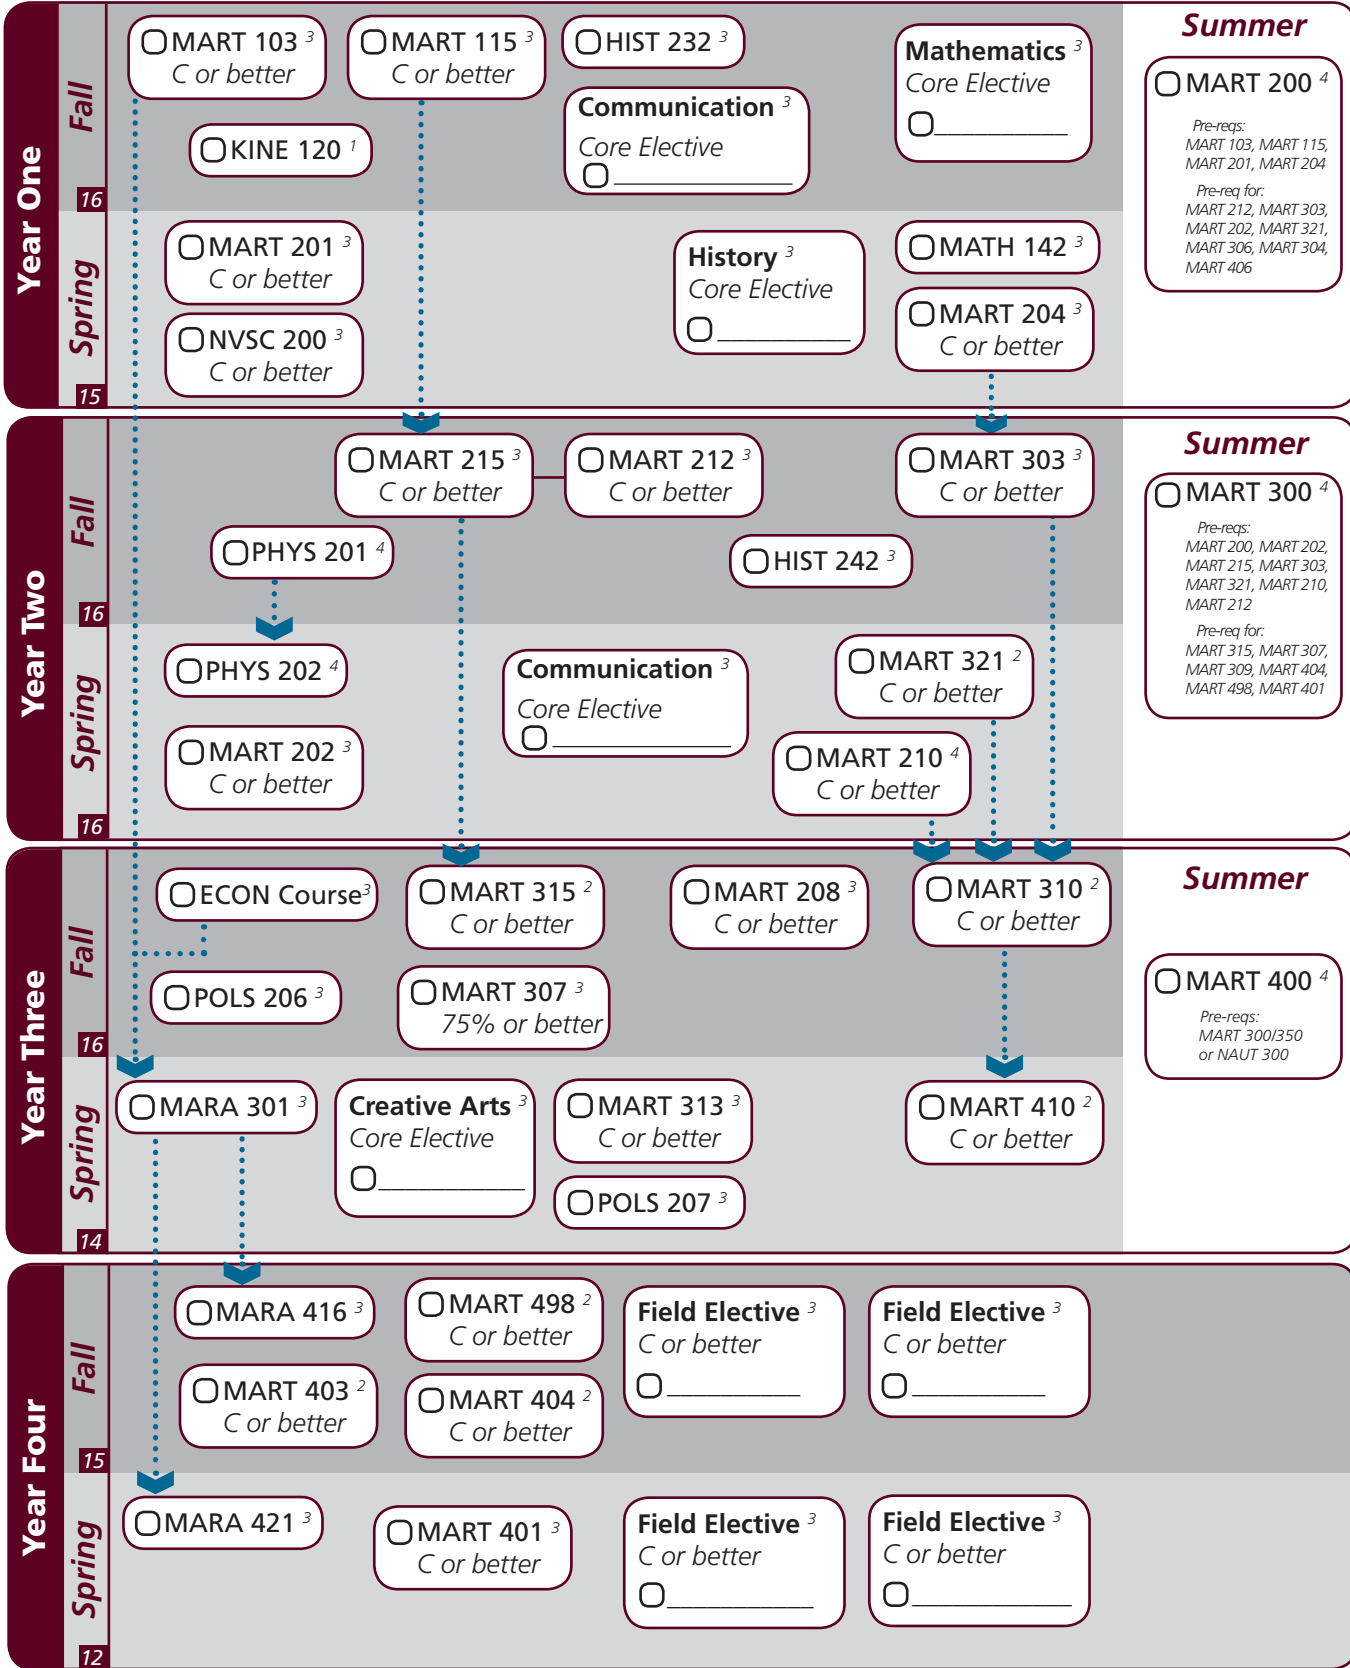 Year One
Fall
16
MART 103 3
C or better
MART 115 3
C or better
HIST 232 3
Mathematics 3
Core Elective
__________
Communication 3
Core Elective
______________
KINE 120 1
Spring
15
MART 201 3
C or better
NVSC 200 3
C or better
History 3
Core Elective
__________
MATH 142 3
MART 204 3
C or better
Summer
MART 200 4
Pre-reqs:
MART 103, MART 115,
MART 201, MART 204
Pre-req for:
MART 212, MART 303,
MART 202, MART 321,
MART 306, MART 304,
MART 406
Year Two
Fall
16
MART 215 3
C or better
MART 212 3
C or better
MART 303 3
C or better
PHYS 201 4
HIST 242 3
Spring
16
PHYS 202 4
MART 202 3
C or better
Communication 3
Core Elective
______________
MART 321 2
C or better
MART 210 4
C or better
Summer
MART 300 4
Pre-reqs:
MART 200, MART 202,
MART 215, MART 303,
MART 321, MART 210,
MART 212
Pre-req for:
MART 315, MART 307,
MART 309, MART 404,
MART 498, MART 401
Year Three
Fall
16
ECON Course3
MART 315 2
C or better
MART 208 3
C or better
MART 310 2
C or better
POLS 206 3
MART 307 3
75% or better
Spring
14
MARA 301 3
Creative Arts 3
Core Elective
___________
MART 313 3
C or better
POLS 207 3
MART 410 2
C or better
Summer
MART 400 4
Pre-reqs:
MART 300/350
or NAUT 300
Year Four
Fall
15
MARA 416 3
MART 498 2
C or better
Field Elective 3
C or better
__________
Field Elective 3
C or better
__________
MART 403 2
C or better
MART 404 2
C or better
Spring
12
MARA 421 3
MART 401 3
C or better
Field Elective 3
C or better
___________
Field Elective 3
C or better
____________